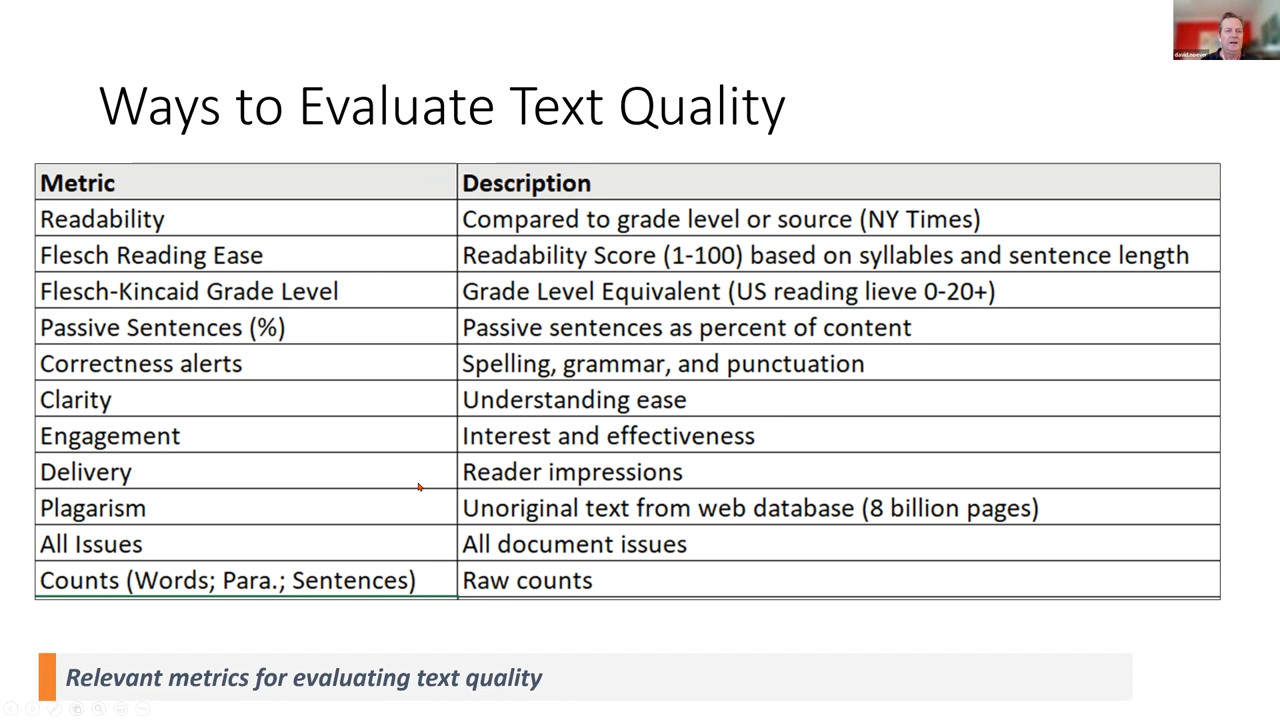 david.noever
Ways to Evaluate Text Quality
Metric Description
Readability Compared to grade level or source (NY Times)
Flesch Reading Ease Readability Score (1-100) based on syllables and sentence length
Flesch-Kincaid Grade Level Grade Level Equivalent (US reading lieve 0-20+)
Passive Sentences (%) Passive sentences as percent of content
Correctness alerts Spelling, grammar, and punctuation
Clarity Understanding ease
Engagement Interest and effectiveness
Delivery Reader impressions
Plagarism Unoriginal text from web database (8 billion pages)
All Issues All document issues
Counts (Words; Para.; Sentences) Raw counts
Relevant metrics for evaluating text quality